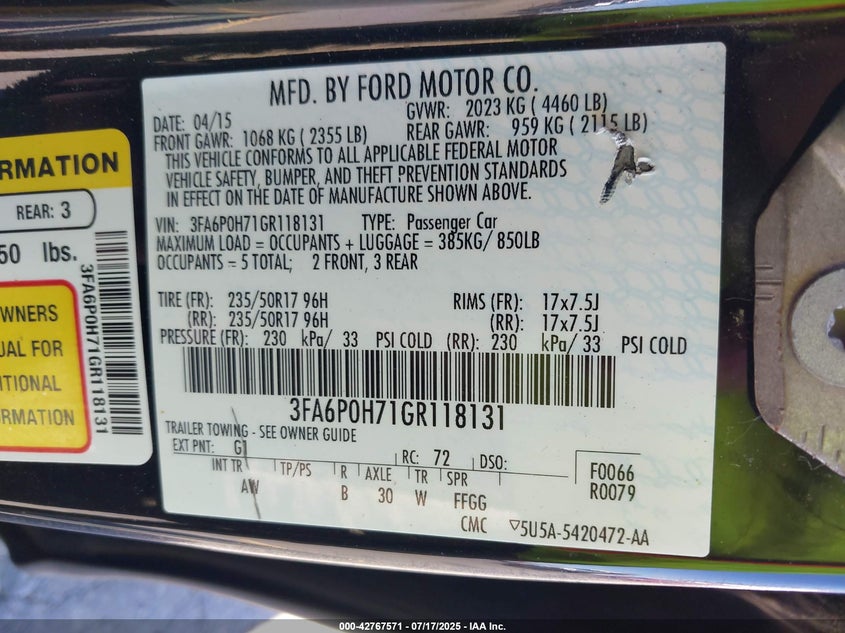 MFD. BY FORD MOTOR CO.
DATE: 04/15 GVWR: 2023 KG ( 4460 LB)
FRONT GAWR: 1068 KG ( 2355 LB) REAR GAWR: 959 KG ( 2115 LB)
THIS VEHICLE CONFORMS TO ALL APPLICABLE FEDERAL MOTOR
VEHICLE SAFETY, BUMPER, AND THEFT PREVENTION STANDARDS
IN EFFECT ON THE DATE OF MANUFACTURE SHOWN ABOVE.
VIN: 3FA6P0H71GR118131 TYPE: Passenger Car
MAXIMUM LOAD = OCCUPANTS + LUGGAGE = 385KG/ 850LB
OCCUPANTS = 5 TOTAL; 2 FRONT, 3 REAR
TIRE (FR): 235/50R17 96H RIMS (FR): 17x7.5J
(RR): 235/50R17 96H (RR): 17x7.5J
PRESSURE (FR): 230 kPa/ 33 PSI COLD (RR): 230 kPa/ 33 PSI COLD
3FA6P0H71GR118131
TRAILER TOWING - SEE OWNER GUIDE
EXT PNT: G1 RC: 72 DSO: F0066
INT TR TP/PS R AXLE TR SPR R0079
AW B 30 W FFGG
CMC ▽5U5A-5420472-AA
RMATION
REAR: 3
50 lbs.
OWNERS
UAL FOR
ITIONAL
RMATION
3FA6P0H71GR118131
000-42767571 | 07/17/2025 - IAA Inc.